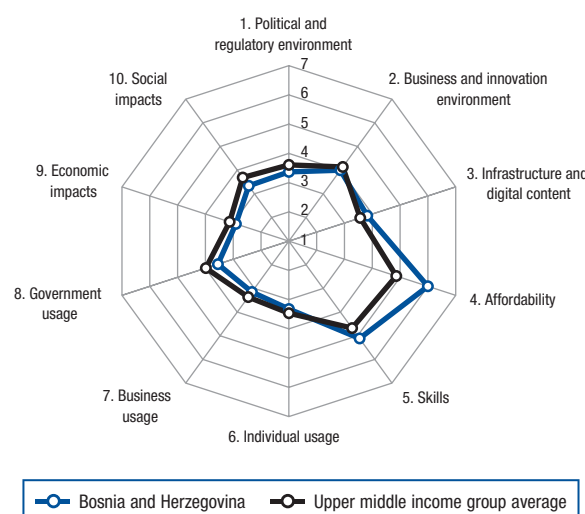 1. Political and
regulatory environment
7
10. Social
impacts
6
2. Business and innovation
environment
5
4
9. Economic
impacts
3
3. Infrastructure and
digital content
2
1
8. Government
usage
4. Affordability
7. Business
usage
5. Skills
6. Individual usage
Bosnia and Herzegovina
Upper middle income group average